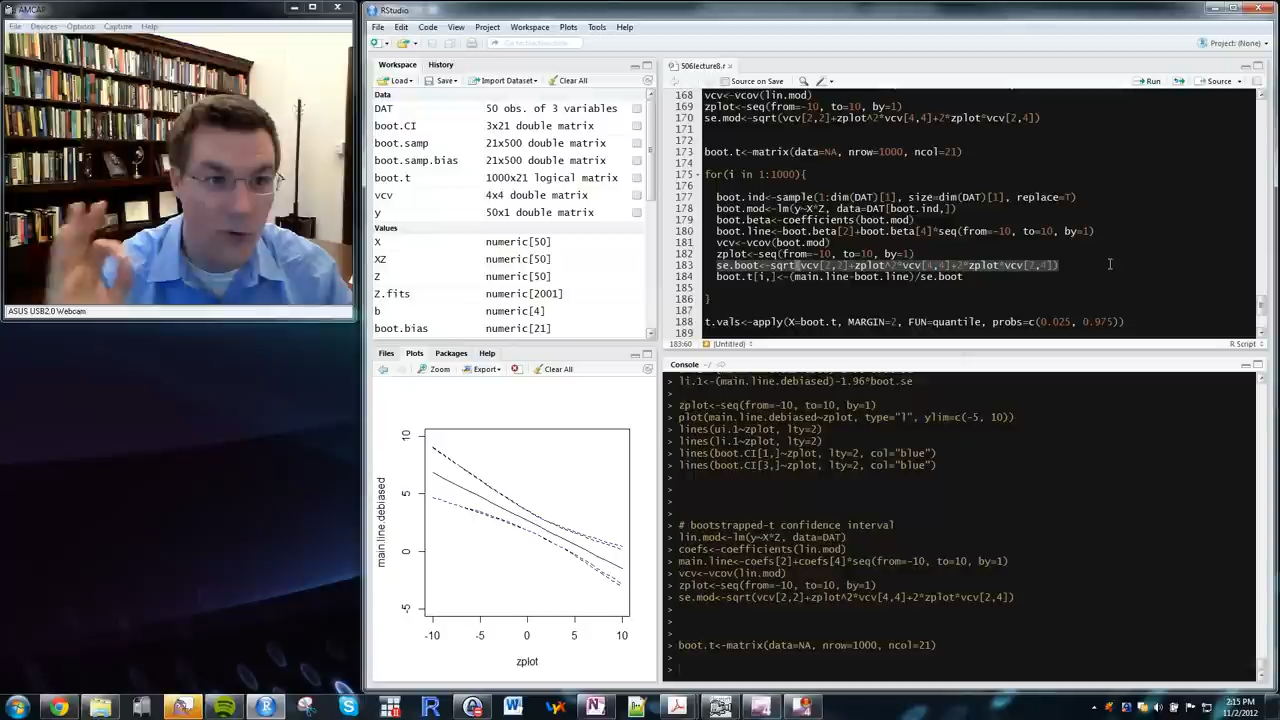 AMCAP
File Devices Options Capture Help
ASUS USB2.0 Webcam
RStudio
File Edit Code View Project Workspace Plots Tools Help
Go to file/function
Project: (None)
Workspace History
Load Save Import Dataset Clear All
Data
DAT 50 obs. of 3 variables
boot.CI 3x21 double matrix
boot.samp 21x500 double matrix
boot.samp.bias 21x500 double matrix
boot.t 1000x21 logical matrix
vcv 4x4 double matrix
y 50x1 double matrix
Values
X numeric[50]
XZ numeric[50]
Z numeric[50]
Z.fits numeric[2001]
b numeric[4]
boot.bias numeric[21]
Files Plots Packages Help
Zoom Export Clear All
main.line.debiased
10
5
0
-5
-10 -5 0 5 10
zplot
506lecture8.r
Source on Save Run Source
168 vcv<-vcov(lin.mod)
169 zplot<-seq(from=-10, to=10, by=1)
170 se.mod<-sqrt(vcv[2,2]+zplot^2*vcv[4,4]+2*zplot*vcv[2,4])
171
172
173 boot.t<-matrix(data=NA, nrow=1000, ncol=21)
174
175 for(i in 1:1000){
176
177 boot.ind<-sample(1:dim(DAT)[1], size=dim(DAT)[1], replace=T)
178 boot.mod<-lm(y~X*Z, data=DAT[boot.ind,])
179 boot.beta<-coefficients(boot.mod)
180 boot.line<-boot.beta[2]+boot.beta[4]*seq(from=-10, to=10, by=1)
181 vcv<-vcov(boot.mod)
182 zplot<-seq(from=-10, to=10, by=1)
183 se.boot<-sqrt(vcv[2,2]+zplot^2*vcv[4,4]+2*zplot*vcv[2,4])
184 boot.t[i,]<-(main.line-boot.line)/se.boot
185
186 }
187
188 t.vals<-apply(X=boot.t, MARGIN=2, FUN=quantile, probs=c(0.025, 0.975))
189
183:60 (Untitled) R Script
Console ~/
> li.1<-(main.line.debiased)-1.96*boot.se
>
> zplot<-seq(from=-10, to=10, by=1)
> plot(main.line.debiased~zplot, type="l", ylim=c(-5, 10))
> lines(ui.1~zplot, lty=2)
> lines(li.1~zplot, lty=2)
> lines(boot.CI[1,]~zplot, lty=2, col="blue")
> lines(boot.CI[3,]~zplot, lty=2, col="blue")
>
>
>
>
> # bootstrapped-t confidence interval
> lin.mod<-lm(y~X*Z, data=DAT)
> coefs<-coefficients(lin.mod)
> main.line<-coefs[2]+coefs[4]*seq(from=-10, to=10, by=1)
> vcv<-vcov(lin.mod)
> zplot<-seq(from=-10, to=10, by=1)
> se.mod<-sqrt(vcv[2,2]+zplot^2*vcv[4,4]+2*zplot*vcv[2,4])
>
>
>
> boot.t<-matrix(data=NA, nrow=1000, ncol=21)
>
>
2:15 PM
11/2/2012